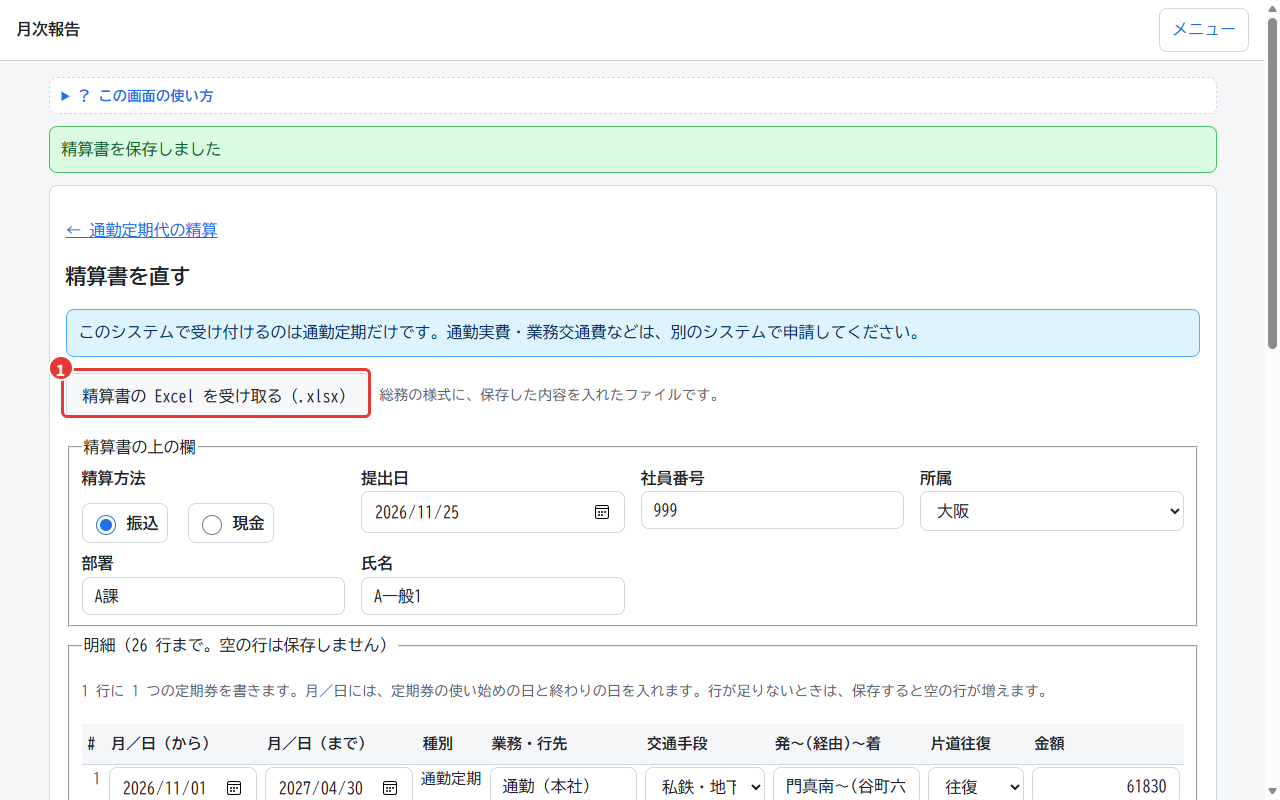 月次報告
メニュー
▶ ? この画面の使い方
精算書を保存しました
← 通勤定期代の精算
精算書を直す
このシステムで受け付けるのは通勤定期だけです。通勤実費・業務交通費などは、別のシステムで申請してください。
1
精算書の Excel を受け取る（.xlsx） 総務の様式に、保存した内容を入れたファイルです。
精算書の上の欄
精算方法 提出日 社員番号 所属
振込 現金 2026/11/25 999 大阪
部署 氏名
A課 A一般1
明細（26 行まで。空の行は保存しません）
1 行に 1 つの定期券を書きます。月／日には、定期券の使い始めの日と終わりの日を入れます。行が足りないときは、保存すると空の行が増えます。
# 月／日（から） 月／日（まで） 種別 業務・行先 交通手段 発～(経由)～着 片道往復 金額
1 2026/11/01 2027/04/30 通勤定期 通勤（本社） 私鉄・地下 門真南～(谷町六 往復 61830